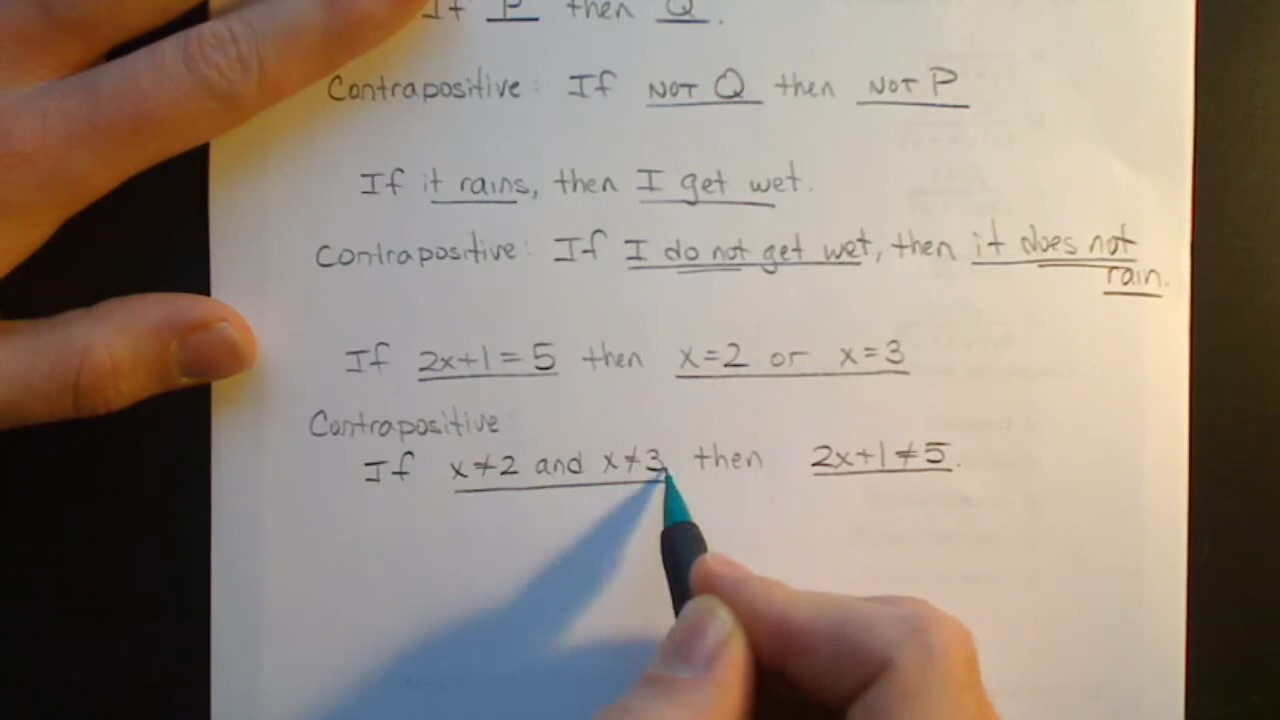 If P then Q.
Contrapositive: If NOT Q then NOT P
If it rains, then I get wet.
Contrapositive: If I do not get wet, then it does not
rain.
If 2x+1=5 then x=2 or x=3
Contrapositive
If x≠2 and x≠3 then 2x+1≠5.